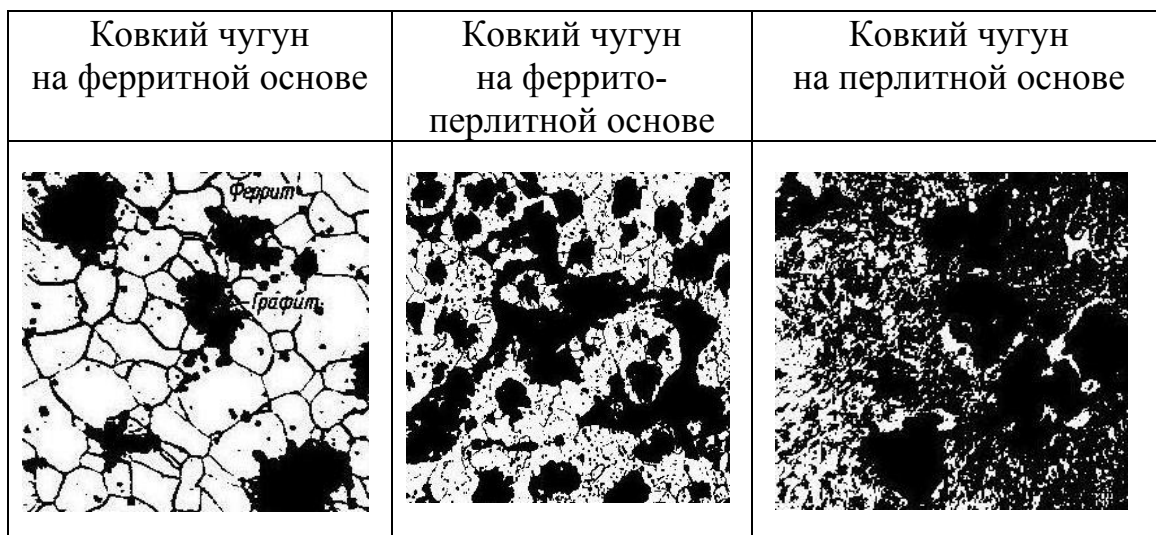 Ковкий чугун
на ферритной основе
Ковкий чугун
на феррито-
перлитной основе
Ковкий чугун
на перлитной основе
Феррит
Графит